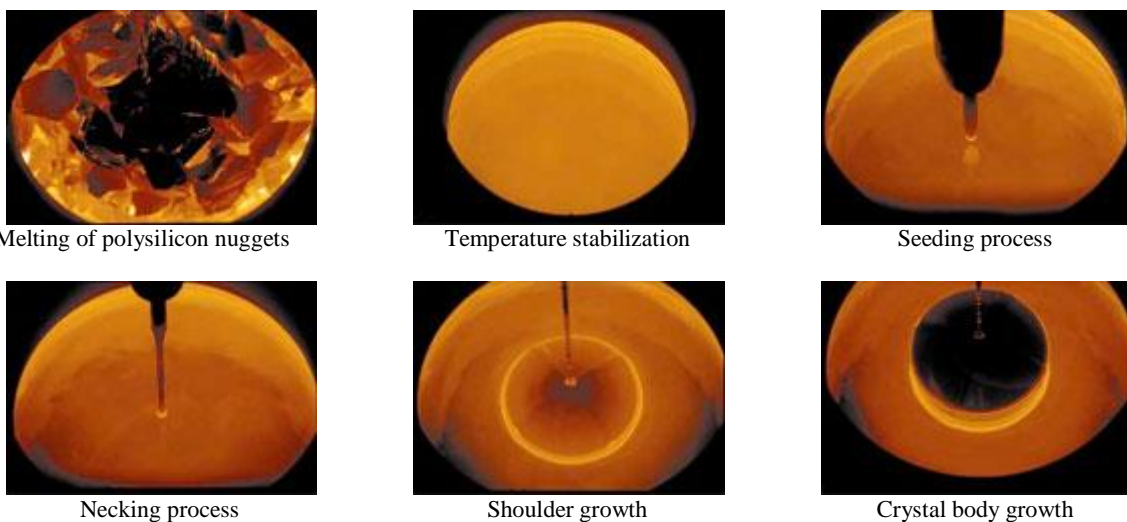 Melting of polysilicon nuggets
Temperature stabilization
Seeding process
Necking process
Shoulder growth
Crystal body growth